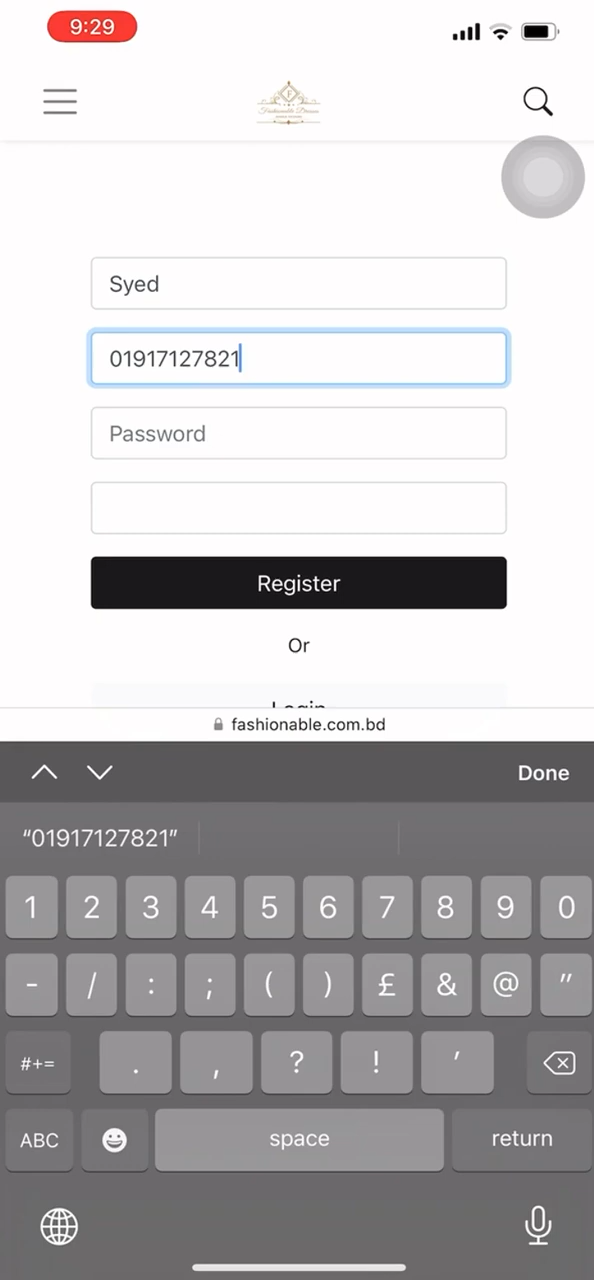 9:29
F
Syed
01917127821
Password
Register
Or
Login
fashionable.com.bd
Done
“01917127821”
1 2 3 4 5 6 7 8 9 0
- / : ; ( ) £ & @ "
#+= . , ? ! '
ABC space return